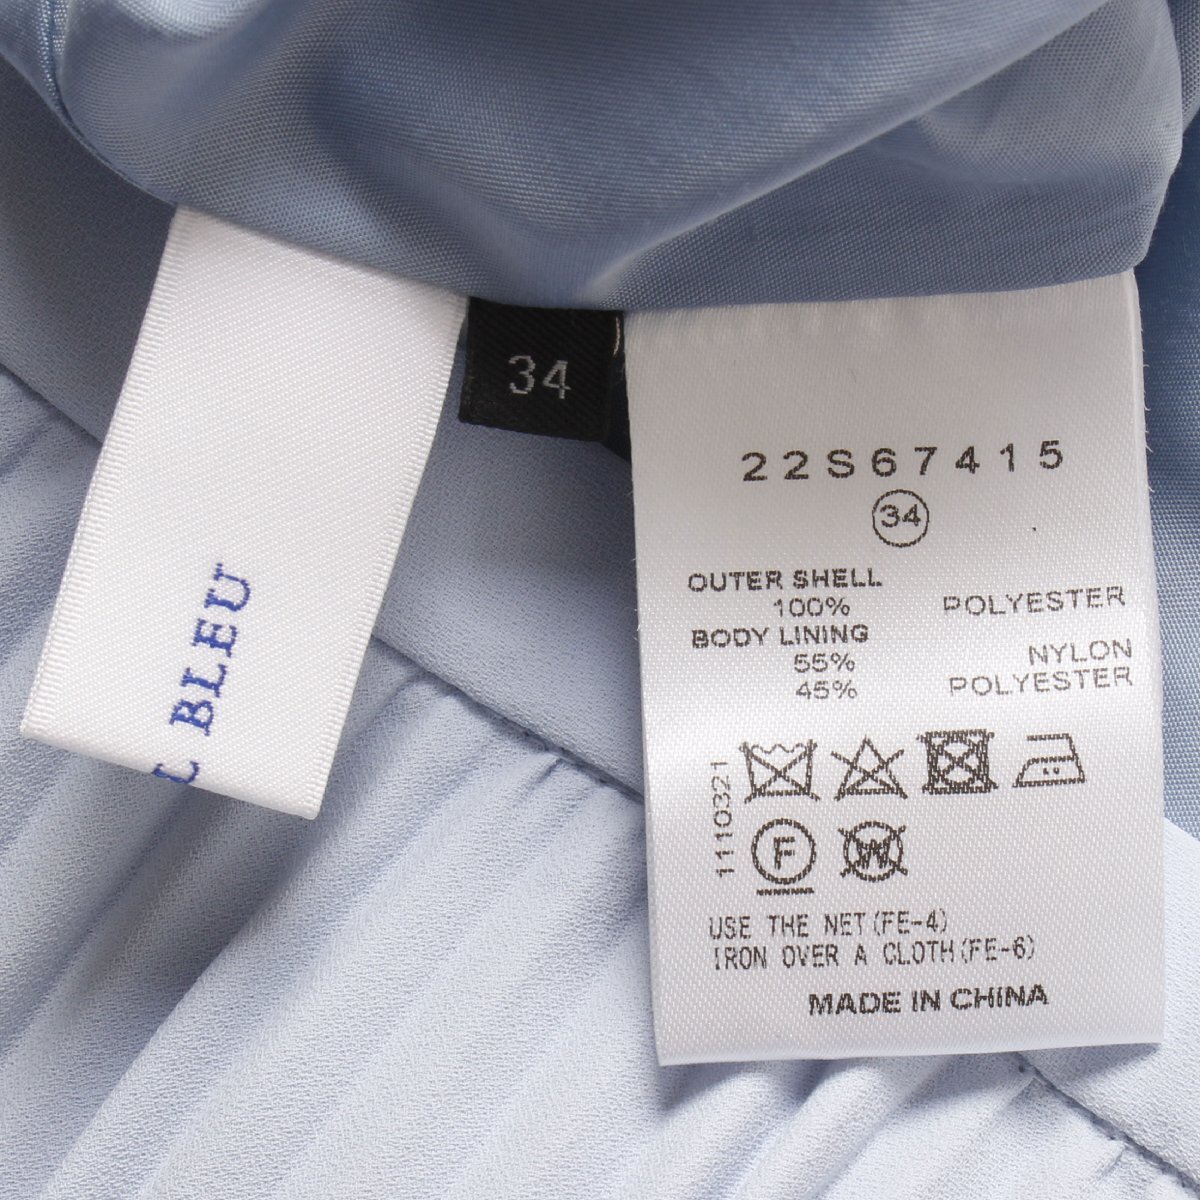 BLEU
34
22S67415
34
OUTER SHELL
100% POLYESTER
BODY LINING
55% NYLON
45% POLYESTER
1110321
F
W
USE THE NET(FE-4)
IRON OVER A CLOTH(FE-6)
MADE IN CHINA